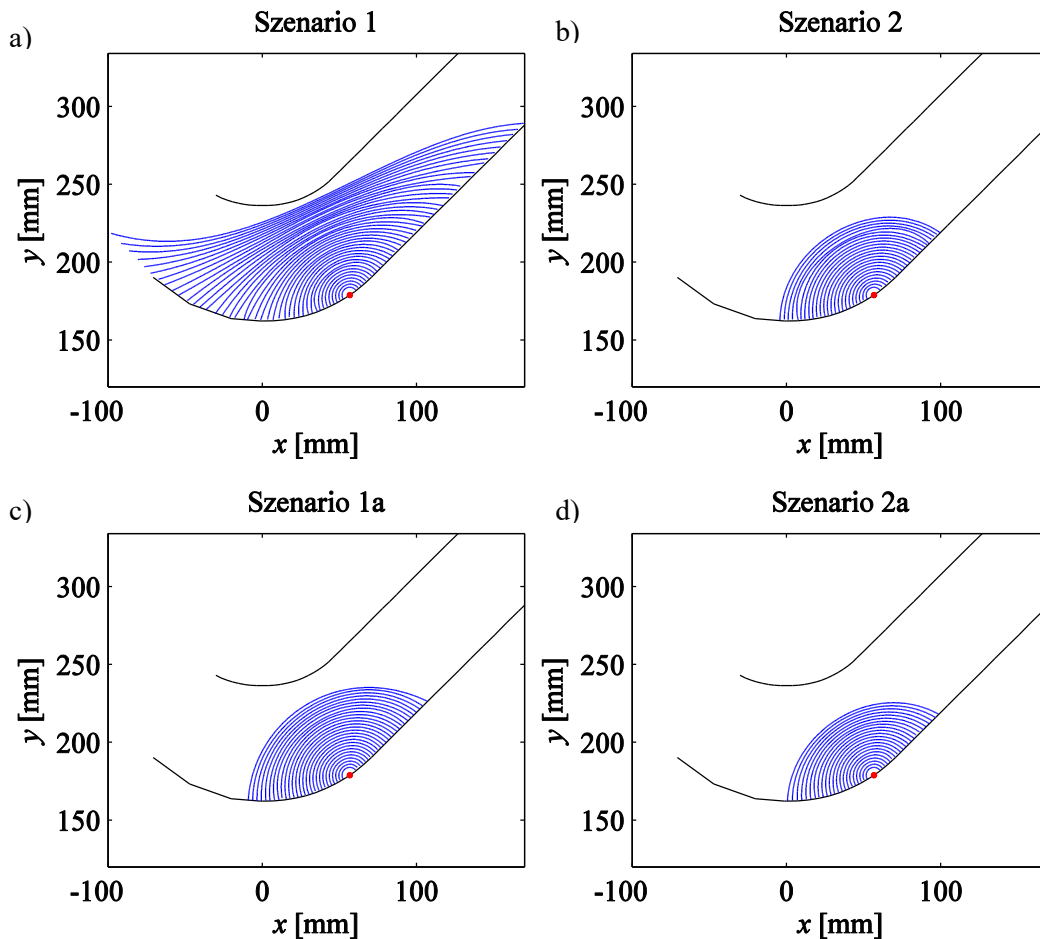 a)
Szenario 1
300
250
200
150
y [mm]
-100 0 100
x [mm]
b)
Szenario 2
300
250
200
150
y [mm]
-100 0 100
x [mm]
c)
Szenario 1a
300
250
200
150
y [mm]
-100 0 100
x [mm]
d)
Szenario 2a
300
250
200
150
y [mm]
-100 0 100
x [mm]